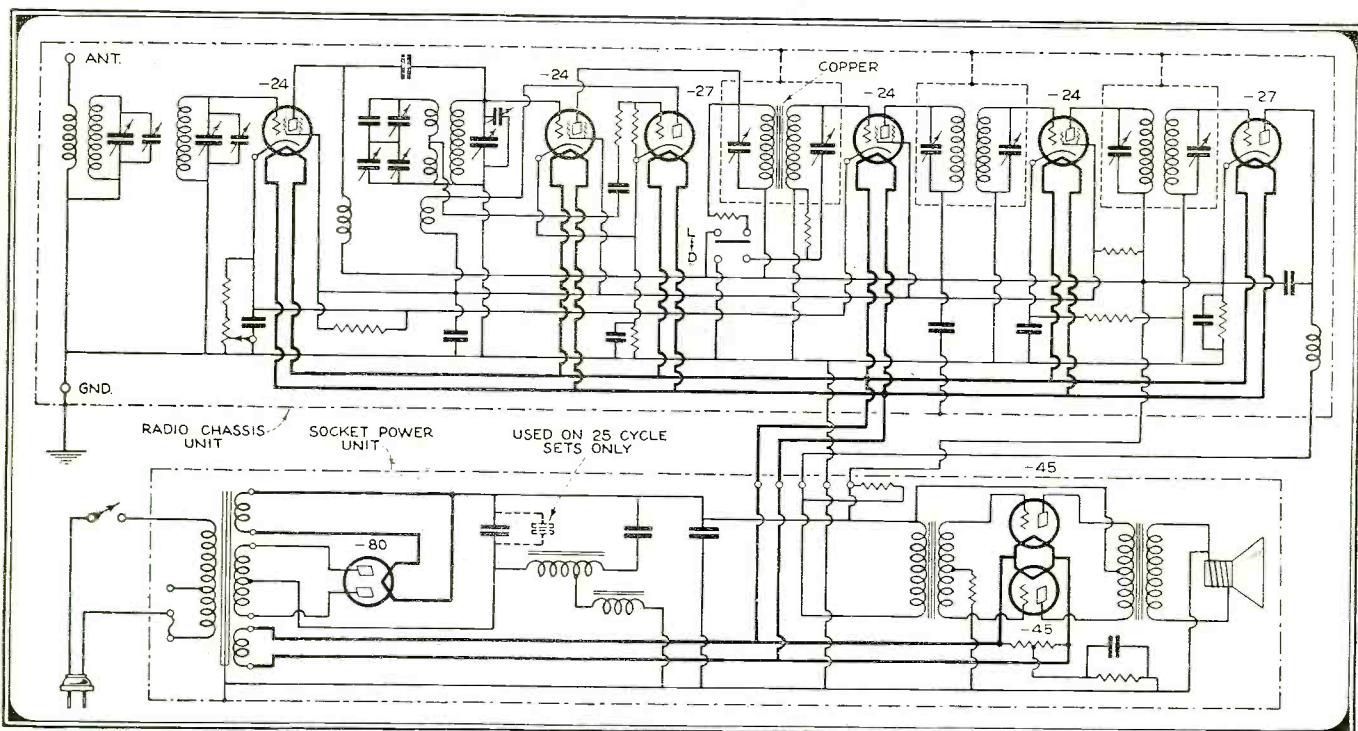 ANT.
-24
-24
-27
COPPER
-24
-24
-27
L
D
GND.
RADIO CHASSIS
UNIT
SOCKET POWER
UNIT
USED ON 25 CYCLE
SETS ONLY
-80
-45
-45